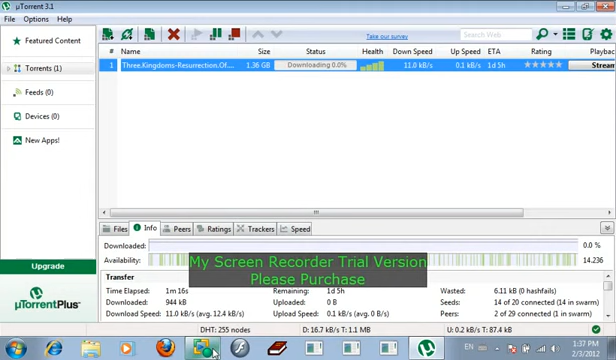 µTorrent 3.1
File Options Help
Featured Content
Torrents (1)
Feeds (0)
Devices (0)
New Apps!
Upgrade
µTorrentPlus
Take our survey
Search Web
# Name Size Status Health Down Speed Up Speed ETA Rating Playba
1 Three.Kingdoms-Resurrection.Of.... 1.36 GB Downloading 0.0% 11.0 kB/s 0.1 kB/s 1d 5h Stream
Files Info Peers Ratings Trackers Speed
Downloaded: 0.0 %
Availability: 14.236
My Screen Recorder Trial Version
Please Purchase
Transfer
Time Elapsed: 1m 16s Remaining: 1d 5h Wasted: 6.11 kB (0 hashfails)
Downloaded: 944 kB Uploaded: 0 B Seeds: 14 of 20 connected (14 in swarm)
Download Speed: 11.0 kB/s (avg. 12.4 kB/s) Upload Speed: 0.1 kB/s (avg. 0 B/s) Peers: 2 of 29 connected (1 in swarm)
DHT: 255 nodes D: 16.7 kB/s T: 1.1 MB U: 0.2 kB/s T: 87.4 kB
EN
1:37 PM
2/3/2012